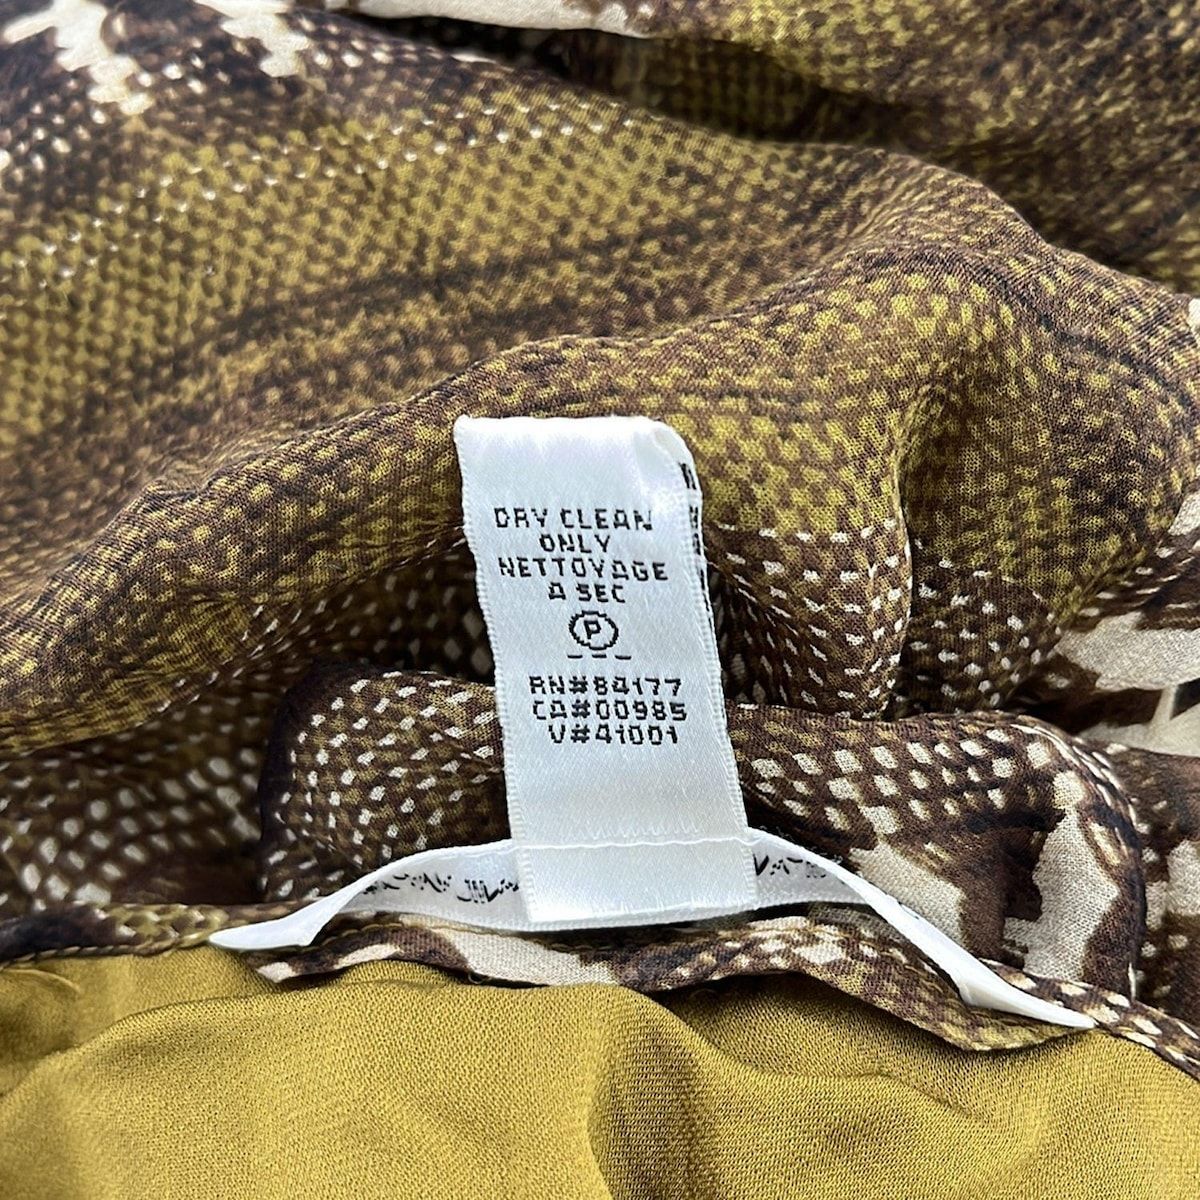 DRY CLEAN
ONLY
NETTOYAGE
A SEC
P
RN#84177
CA#00985
V#41001